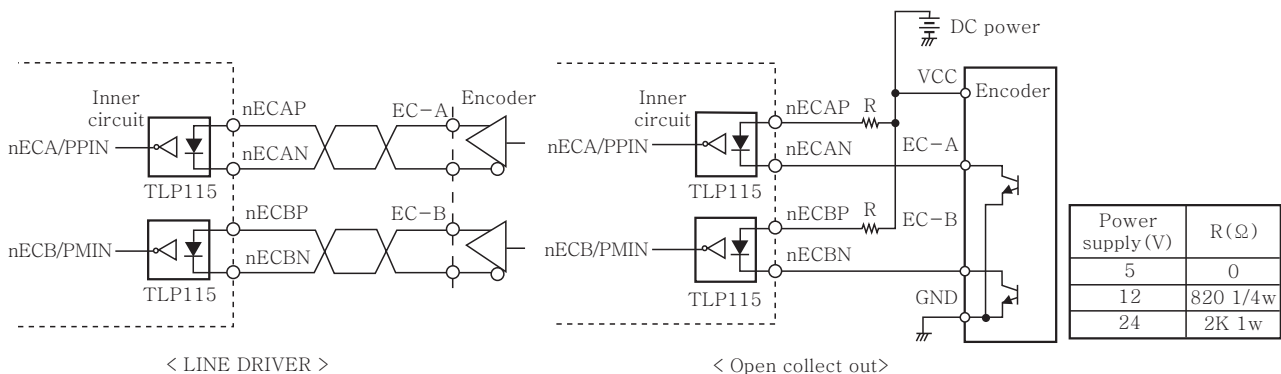 Inner
circuit
nECA/PPIN
TLP115
nECAP
nECAN
EC-A
Encoder
nECB/PMIN
TLP115
nECBP
nECBN
EC-B
< LINE DRIVER >
DC power
VCC
Encoder
Inner
circuit
nECAP
R
nECA/PPIN
nECAN
EC-A
TLP115
nECBP
R
EC-B
nECB/PMIN
nECBN
TLP115
GND
< Open collect out>
Power
supply(V)
R(Ω)
5
0
12
820 1/4w
24
2K 1w